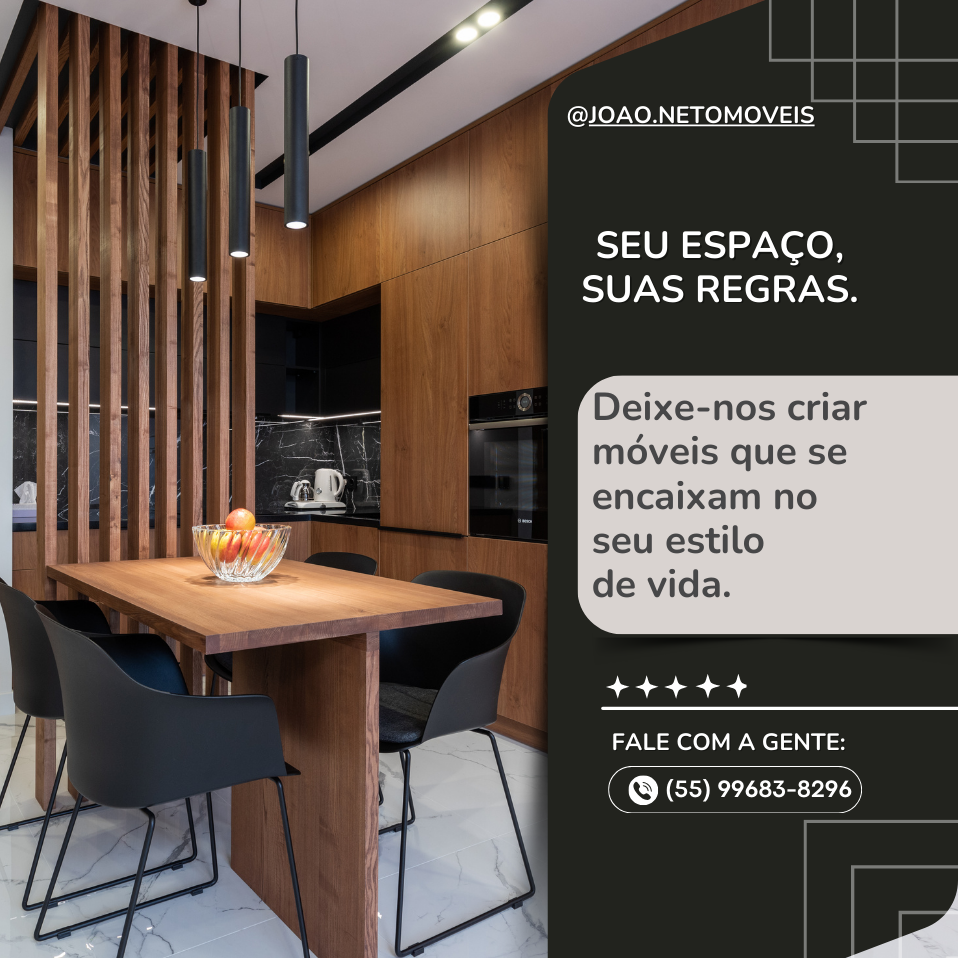 @JOAO.NETOMOVEIS
SEU ESPAÇO,
SUAS REGRAS.
Deixe-nos criar
móveis que se
encaixam no
seu estilo
de vida.
FALE COM A GENTE:
(55) 99683-8296
BOSCH